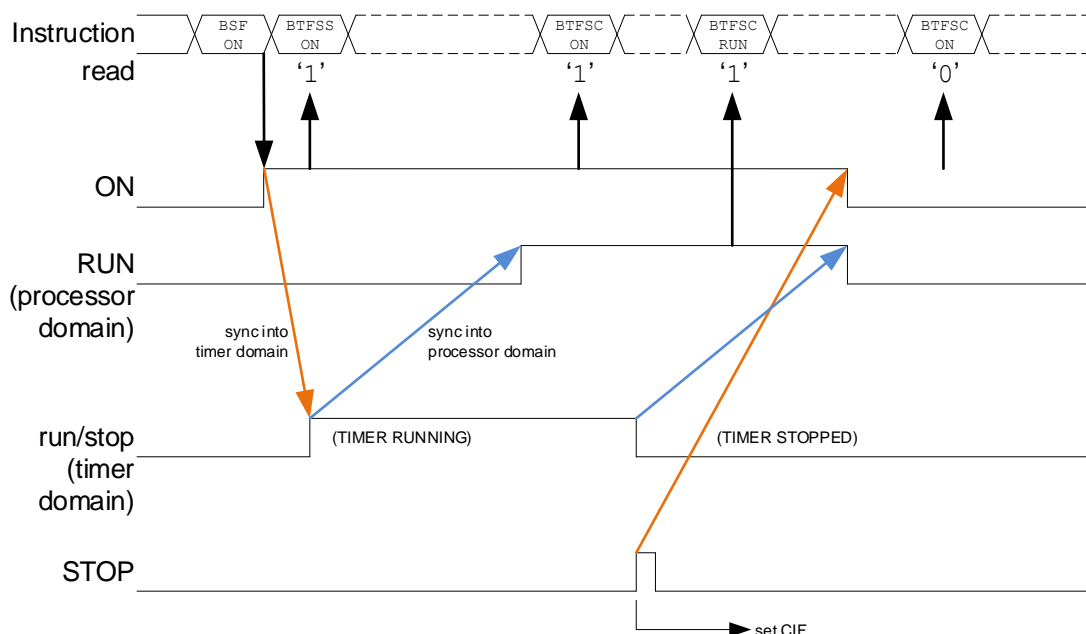 Instruction
BSF
ON
BTFSS
ON
BTFSC
ON
BTFSC
RUN
BTFSC
ON
read
‘1’
‘1’
‘1’
‘0’
ON
RUN
(processor
domain)
sync into
timer domain
sync into
processor domain
run/stop
(timer
domain)
(TIMER RUNNING)
(TIMER STOPPED)
STOP
set CIF